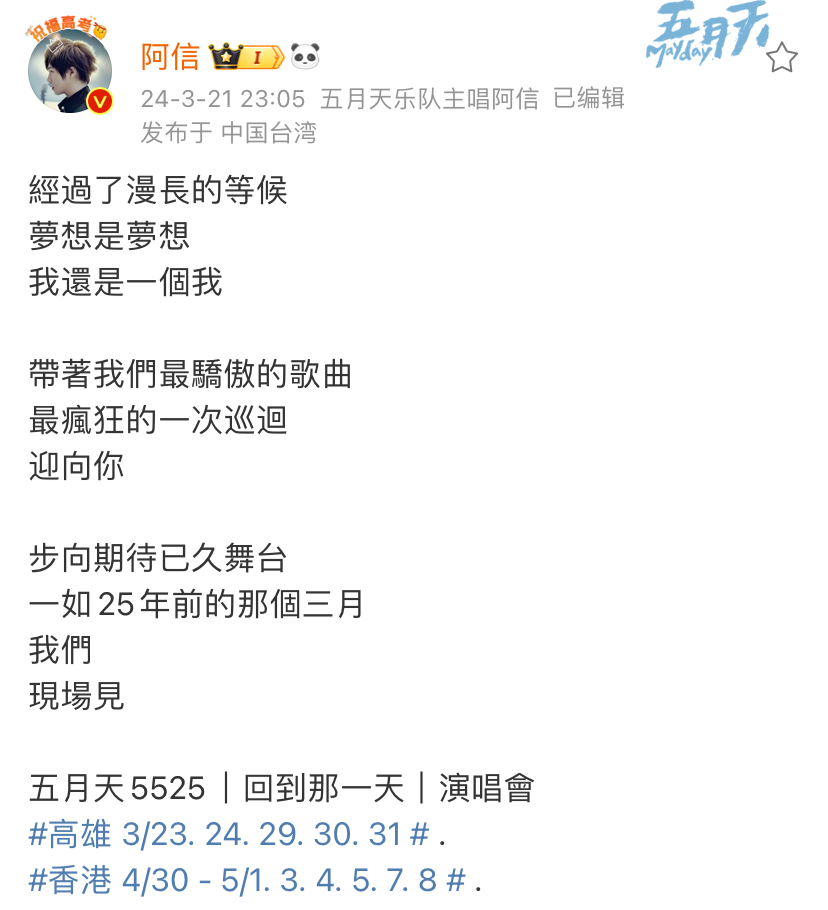 祝福高考
五月天
Mayday
阿信
I
V
24-3-21 23:05 五月天乐队主唱阿信 已编辑
发布于 中国台湾
經過了漫長的等候
夢想是夢想
我還是一個我
帶著我們最驕傲的歌曲
最瘋狂的一次巡迴
迎向你
步向期待已久舞台
一如25年前的那個三月
我們
現場見
五月天5525｜回到那一天｜演唱會
#高雄 3/23. 24. 29. 30. 31 # .
#香港 4/30 - 5/1. 3. 4. 5. 7. 8 # .